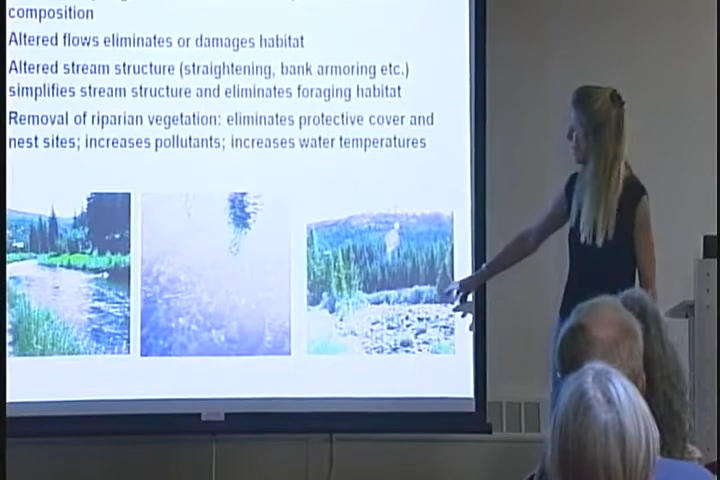 composition
Altered flows eliminates or damages habitat
Altered stream structure (straightening, bank armoring etc.)
simplifies stream structure and eliminates foraging habitat
Removal of riparian vegetation: eliminates protective cover and
nest sites; increases pollutants; increases water temperatures